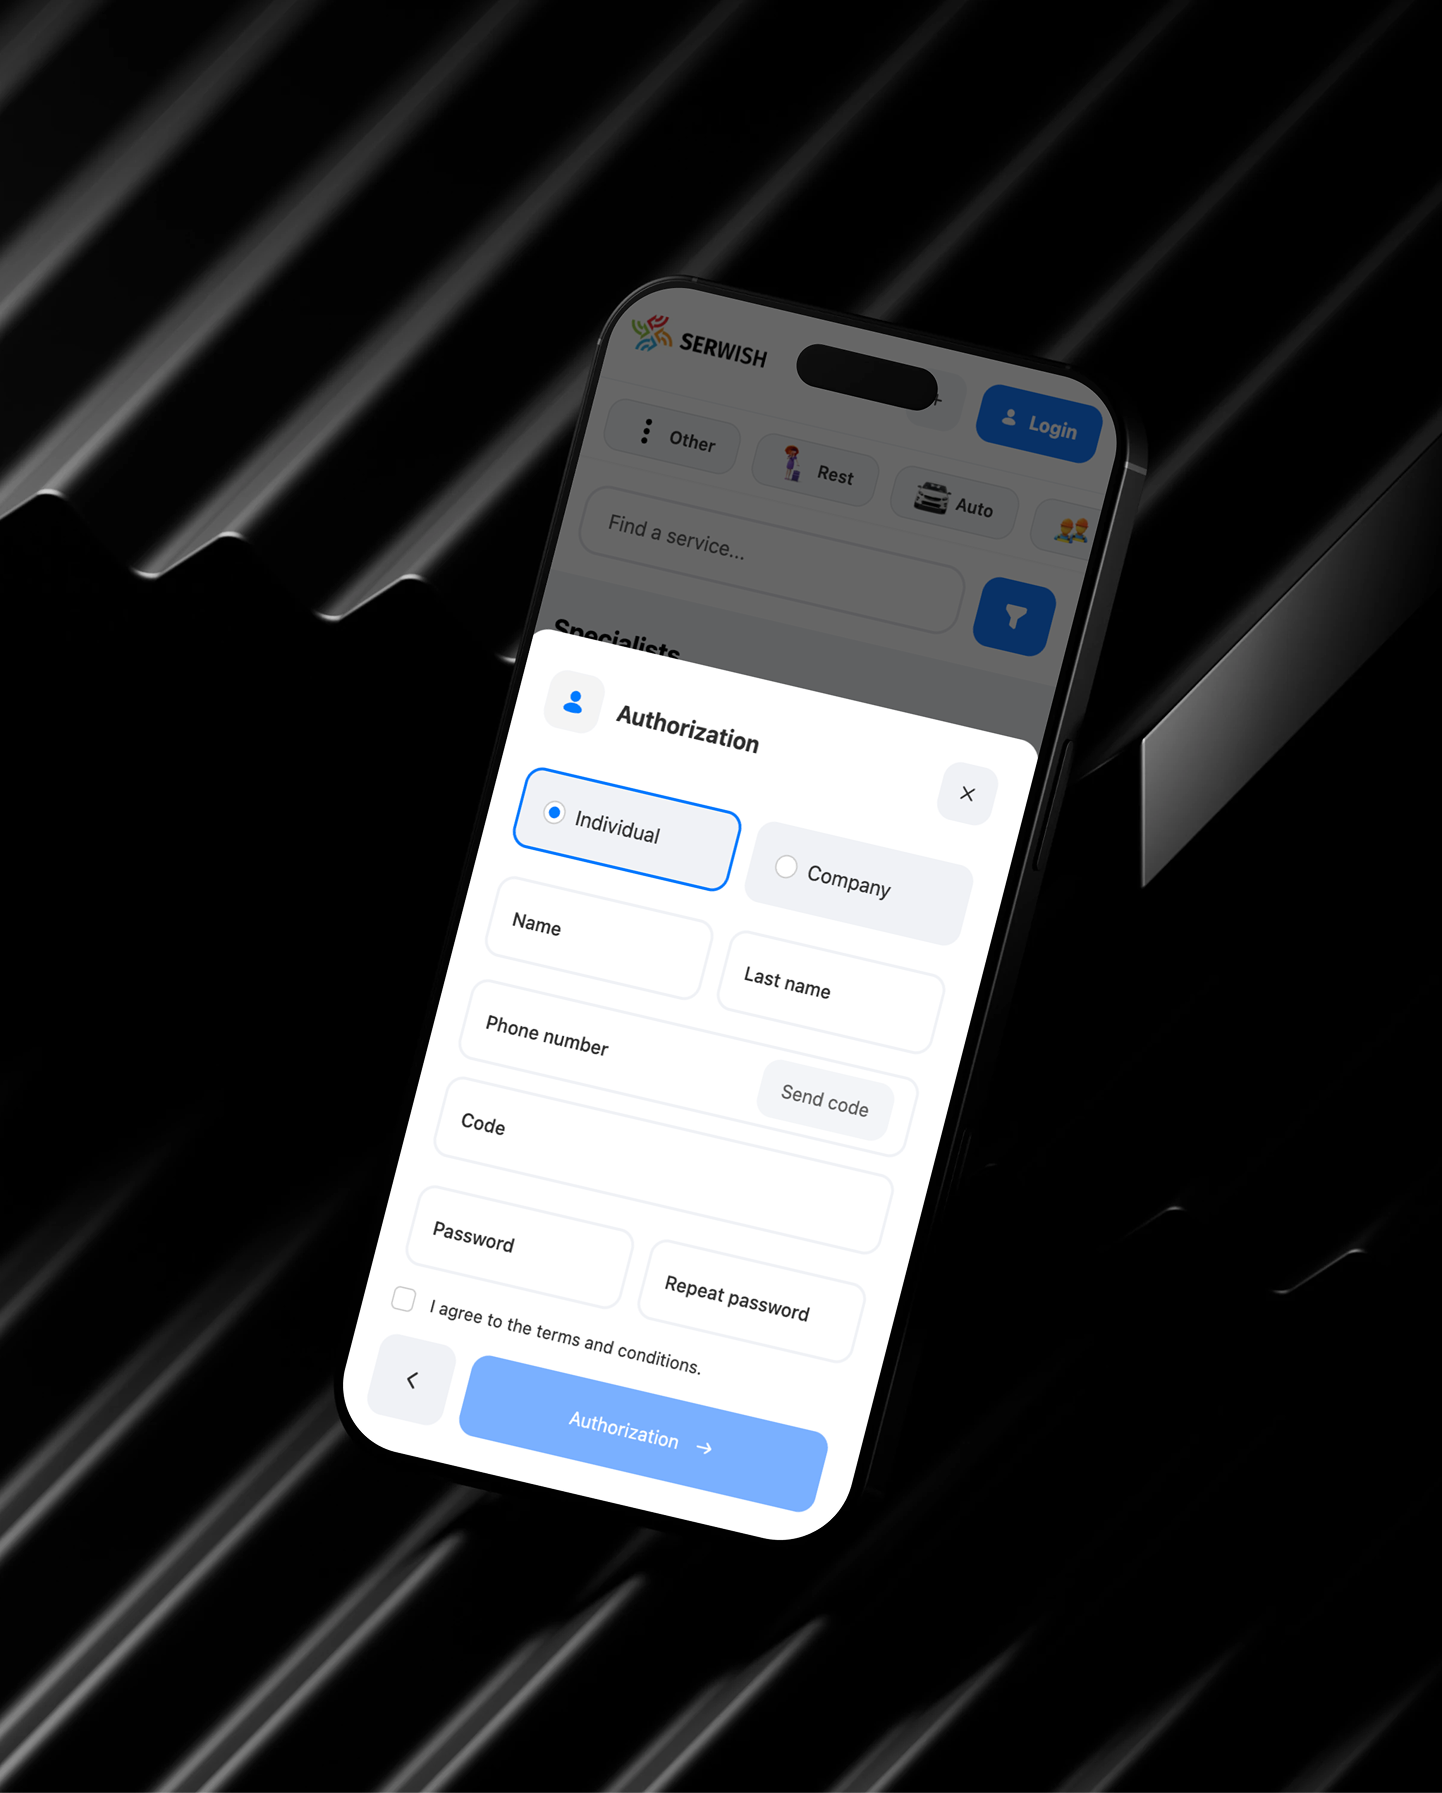 SERWISH
Login
Other
Rest
Auto
Find a service...
Specialists
Authorization
Individual
Company
Name
Last name
Phone number
Send code
Code
Password
Repeat password
I agree to the terms and conditions.
Authorization